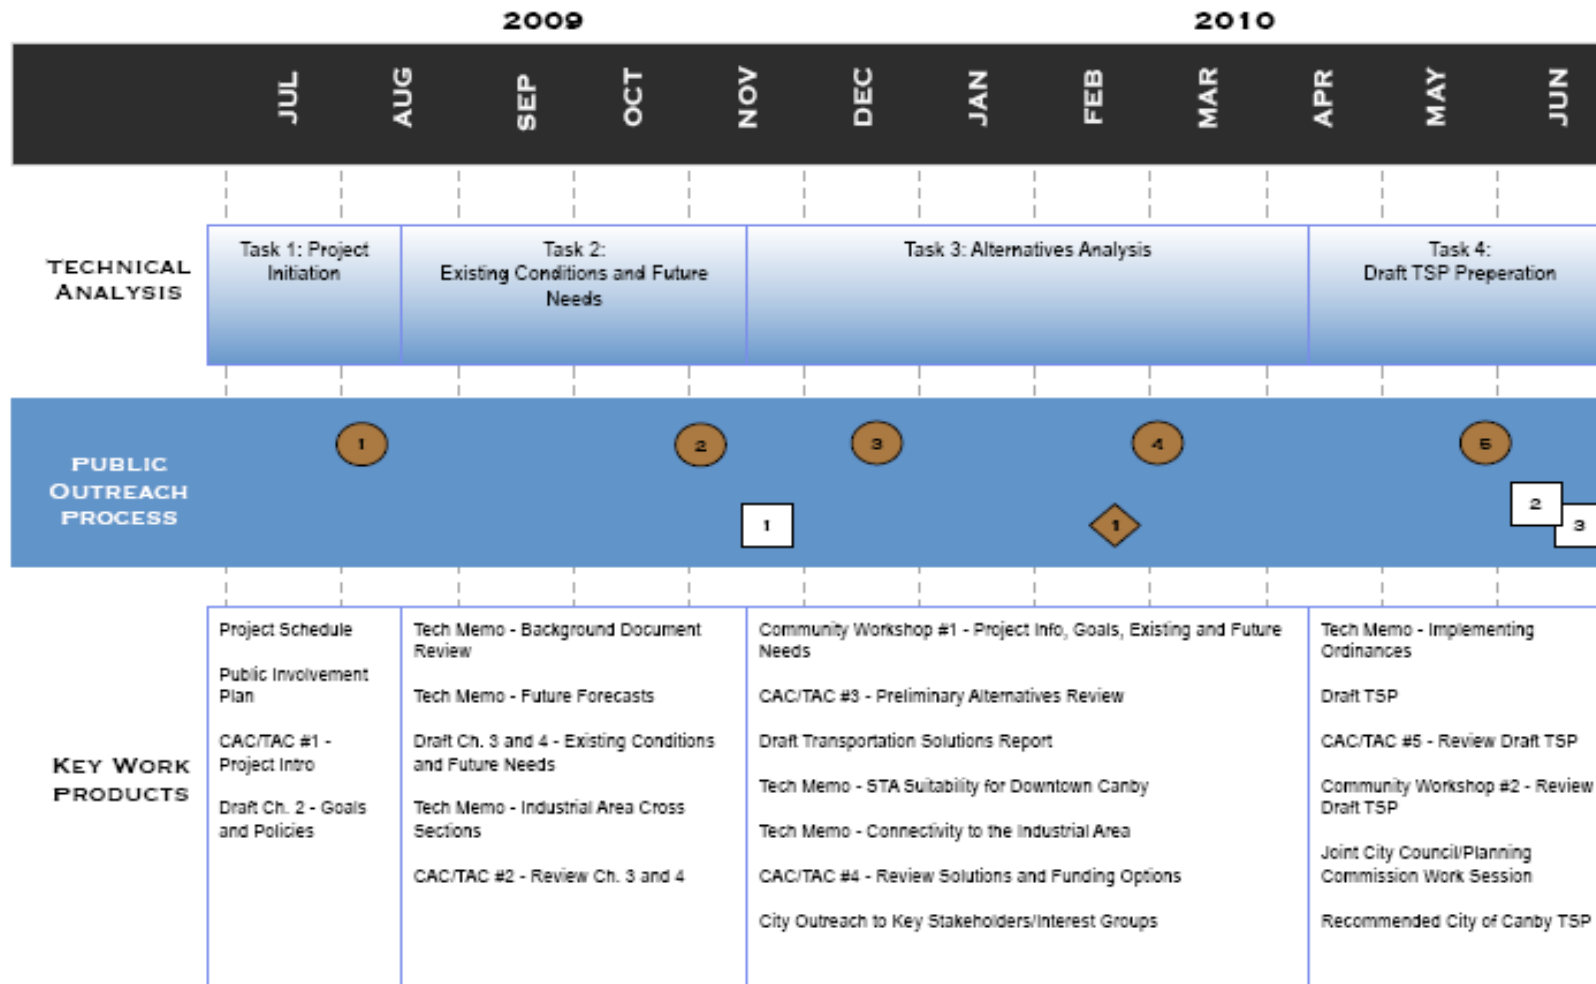 2009
2010
JUL
AUG
SEP
OCT
NOV
DEC
JAN
FEB
MAR
APR
MAY
JUN
TECHNICAL
ANALYSIS
Task 1: Project
Initiation
Task 2:
Existing Conditions and Future
Needs
Task 3: Alternatives Analysis
Task 4:
Draft TSP Preperation
PUBLIC
OUTREACH
PROCESS
1
2
3
4
5
1
1
2
3
KEY WORK
PRODUCTS
Project Schedule
Public Involvement
Plan
CAC/TAC #1 -
Project Intro
Draft Ch. 2 - Goals
and Policies
Tech Memo - Background Document
Review
Tech Memo - Future Forecasts
Draft Ch. 3 and 4 - Existing Conditions
and Future Needs
Tech Memo - Industrial Area Cross
Sections
CAC/TAC #2 - Review Ch. 3 and 4
Community Workshop #1 - Project Info, Goals, Existing and Future
Needs
CAC/TAC #3 - Preliminary Alternatives Review
Draft Transportation Solutions Report
Tech Memo - STA Suitability for Downtown Canby
Tech Memo - Connectivity to the Industrial Area
CAC/TAC #4 - Review Solutions and Funding Options
City Outreach to Key Stakeholders/Interest Groups
Tech Memo - Implementing
Ordinances
Draft TSP
CAC/TAC #5 - Review Draft TSP
Community Workshop #2 - Review
Draft TSP
Joint City Council/Planning
Commission Work Session
Recommended City of Canby TSP